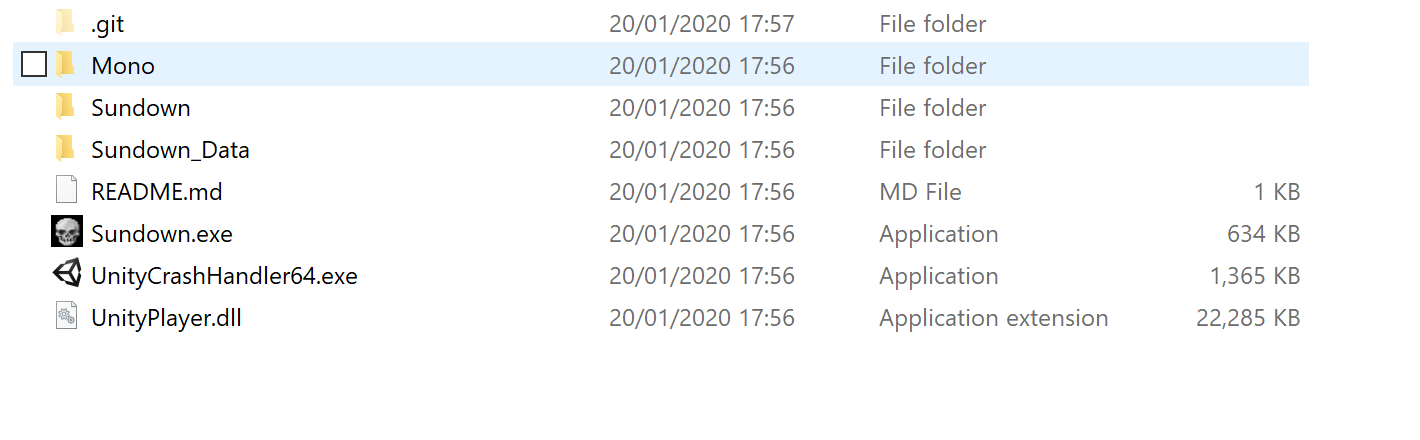 .git 20/01/2020 17:57 File folder
Mono 20/01/2020 17:56 File folder
Sundown 20/01/2020 17:56 File folder
Sundown_Data 20/01/2020 17:56 File folder
README.md 20/01/2020 17:56 MD File 1 KB
Sundown.exe 20/01/2020 17:56 Application 634 KB
UnityCrashHandler64.exe 20/01/2020 17:56 Application 1,365 KB
UnityPlayer.dll 20/01/2020 17:56 Application extension 22,285 KB